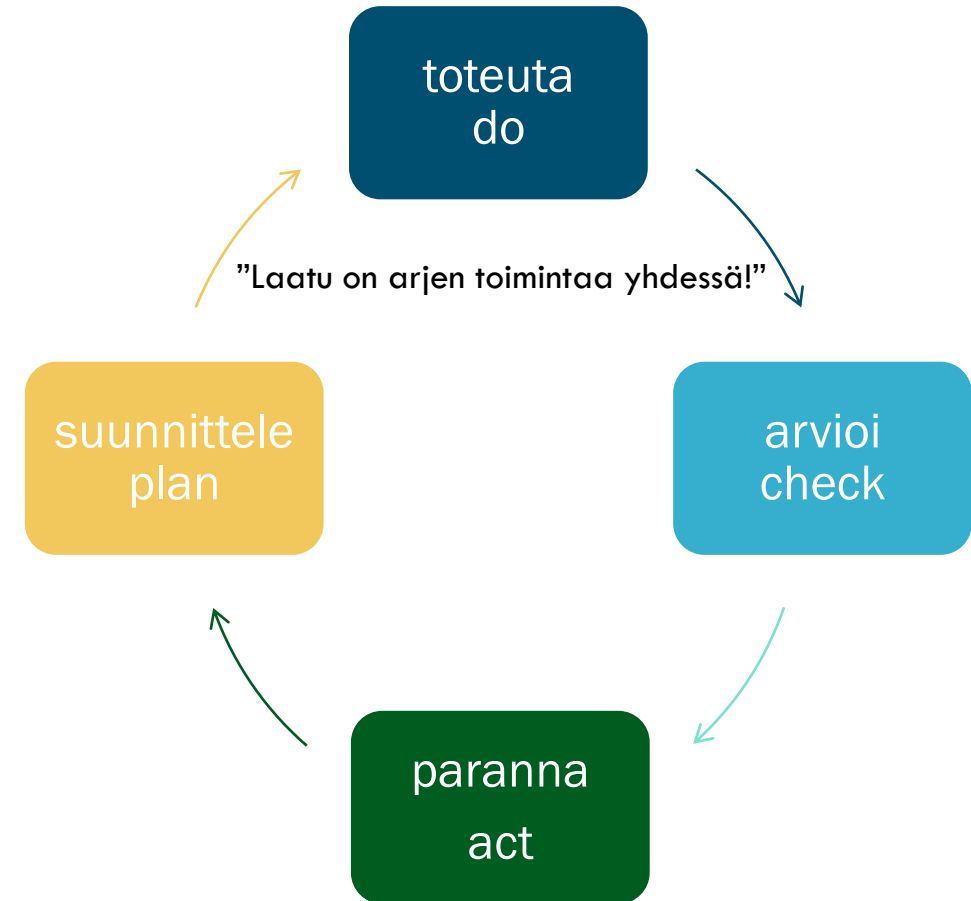 toteuta
do
”Laatu on arjen toimintaa yhdessä!”
suunnittele
plan
arvioi
check
paranna
act